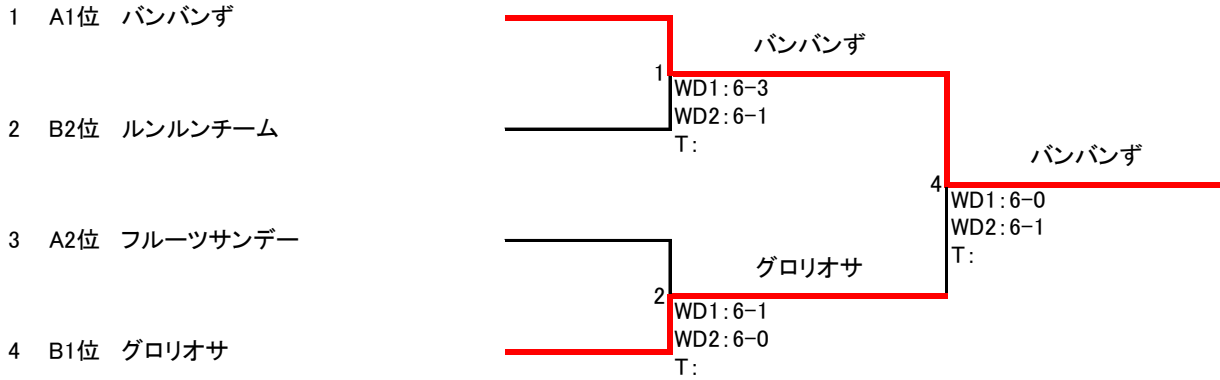 1 A1位 バンバンず
バンバンず
1
WD1:6-3
WD2:6-1
T:
2 B2位 ルンルンチーム
バンバンず
4
WD1:6-0
WD2:6-1
T:
3 A2位 フルーツサンデー
グロリオサ
2
WD1:6-1
WD2:6-0
T:
4 B1位 グロリオサ